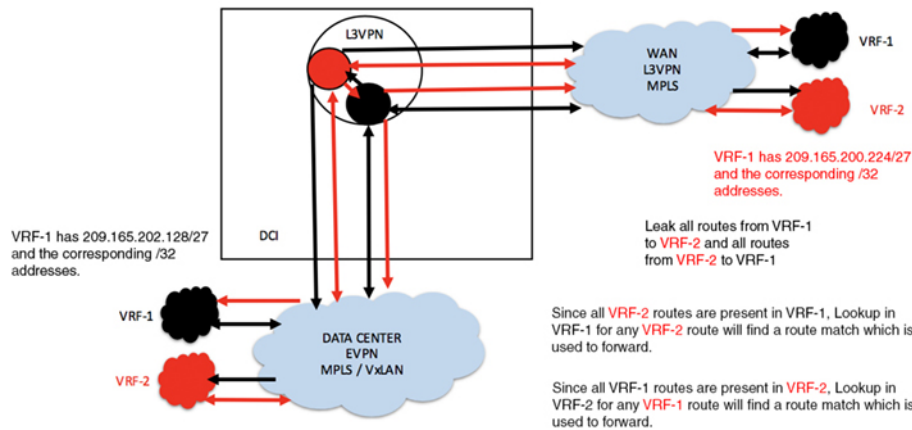 L3VPN
WAN
L3VPN
MPLS
VRF-1
VRF-2
VRF-1 has 209.165.200.224/27
and the corresponding /32
addresses.
Leak all routes from VRF-1
to VRF-2 and all routes
from VRF-2 to VRF-1
DCI
VRF-1 has 209.165.202.128/27
and the corresponding /32
addresses.
VRF-1
VRF-2
DATA CENTER
EVPN
MPLS / VxLAN
Since all VRF-2 routes are present in VRF-1, Lookup in
VRF-1 for any VRF-2 route will find a route match which is
used to forward.
Since all VRF-1 routes are present in VRF-2, Lookup in
VRF-2 for any VRF-1 route will find a route match which is
used to forward.